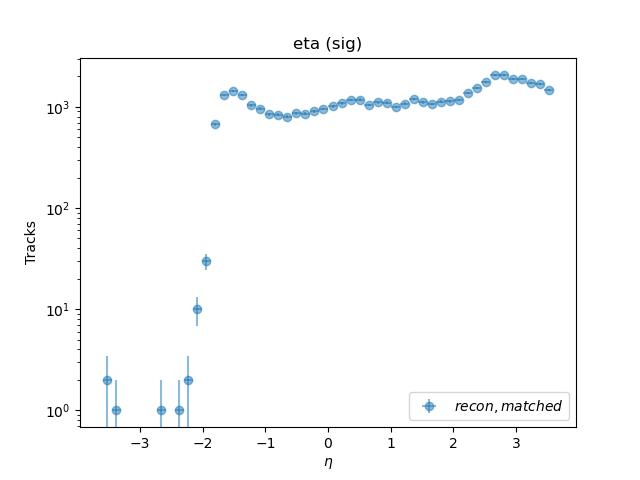 eta (sig)
Tracks
10³
10²
10¹
10⁰
−3 −2 −1 0 1 2 3
η
recon, matched